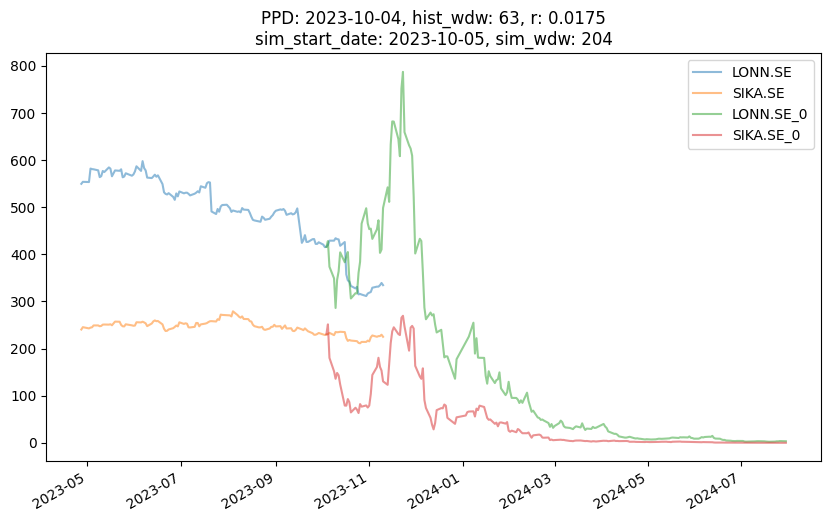 PPD: 2023-10-04, hist_wdw: 63, r: 0.0175
sim_start_date: 2023-10-05, sim_wdw: 204
LONN.SE
SIKA.SE
LONN.SE_0
SIKA.SE_0
800
700
600
500
400
300
200
100
0
2023-05
2023-07
2023-09
2023-11
2024-01
2024-03
2024-05
2024-07